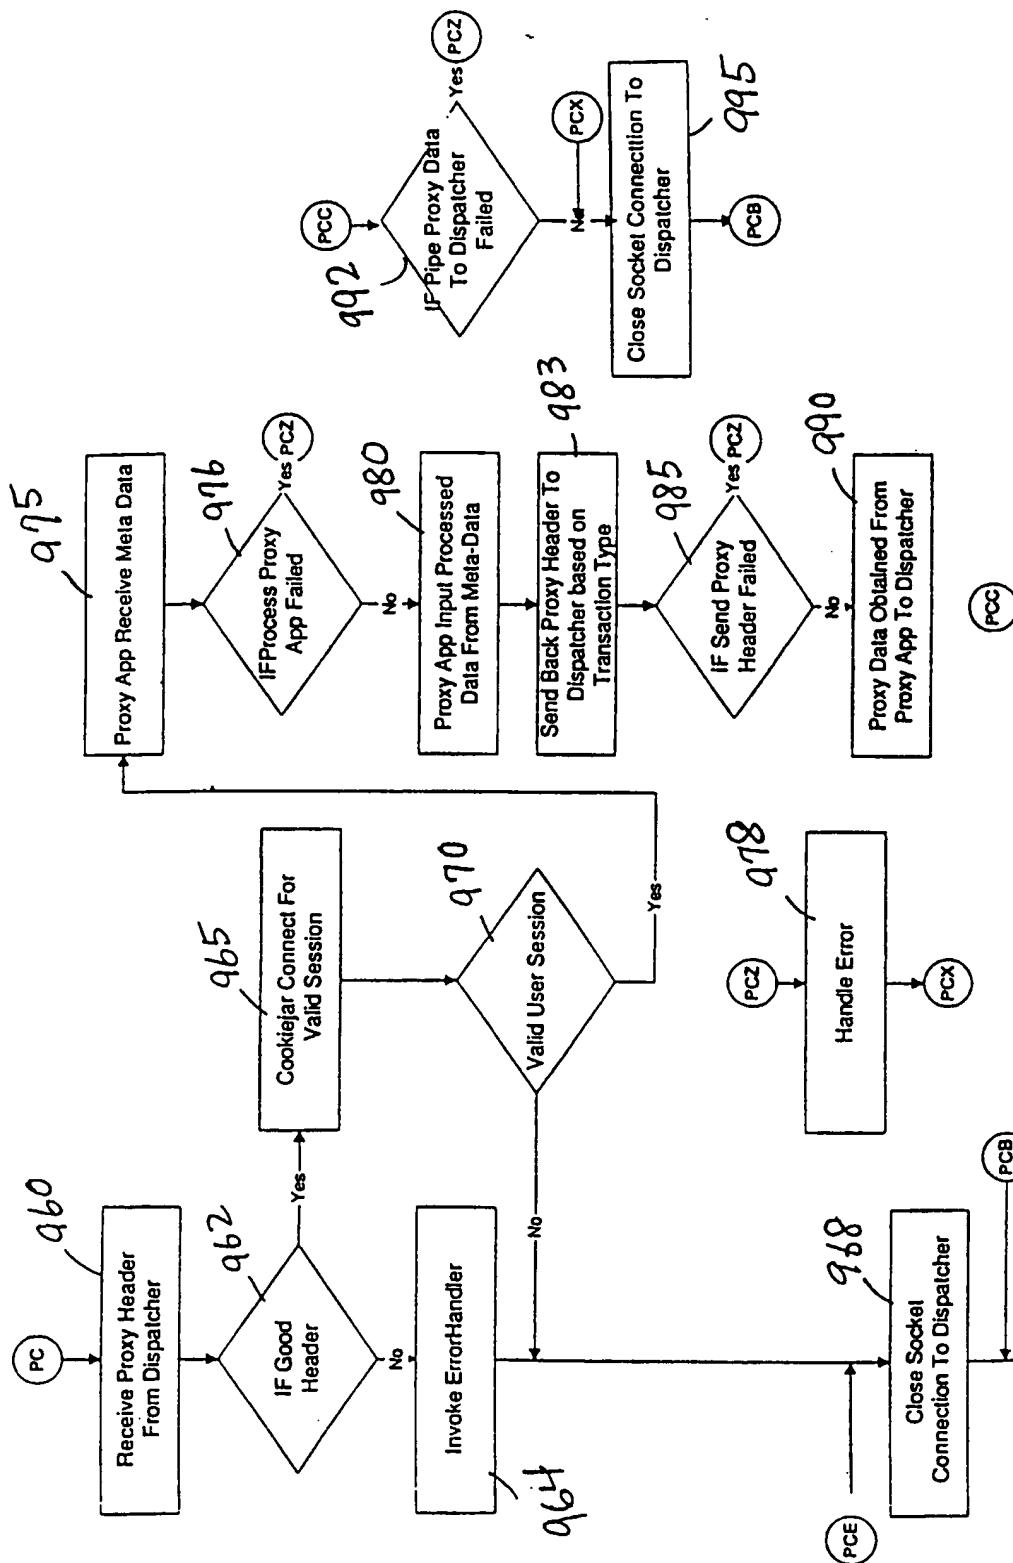 PC
960
Receive Proxy Header
From Dispatcher
962
IF Good
Header
Yes
No
Invoke ErrorHandler
964
965
Cookiejar Connect For
Valid Session
970
Valid User Session
No
Yes
PCE
968
Close Socket
Connection To Dispatcher
PCB
PCZ
978
Handle Error
PCX
975
Proxy App Receive Meta Data
976
IFProcess Proxy
App Failed
Yes
PCZ
No
980
Proxy App Input Processed
Data From Meta-Data
983
Send Back Proxy Header To
Dispatcher based on
Transaction Type
985
IF Send Proxy
Header Failed
Yes
PCZ
No
990
Proxy Data Obtained From
Proxy App To Dispatcher
PCC
PCC
992
IF Pipe Proxy Data
To Dispatcher
Failed
Yes
PCZ
No
PCX
Close Socket Connecttion To
Dispatcher
995
PCB